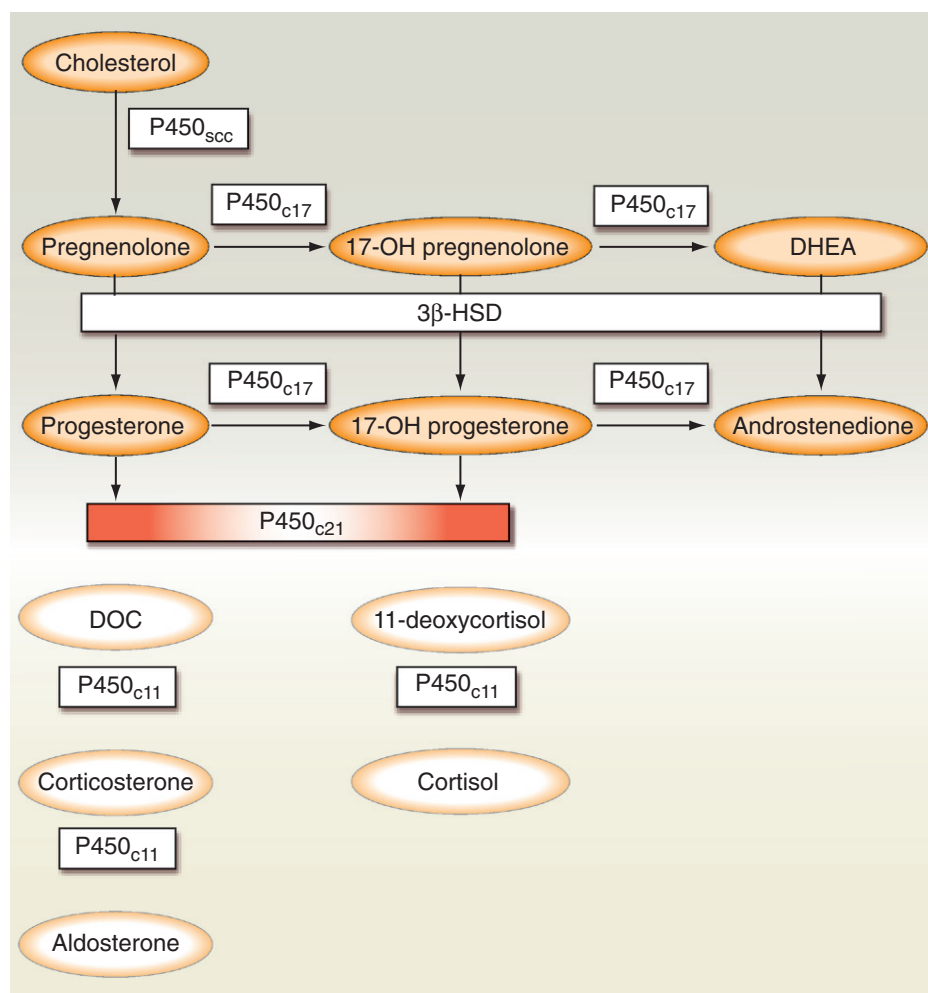 Cholesterol
P450scc
P450c17
P450c17
Pregnenolone
17-OH pregnenolone
DHEA
3β-HSD
P450c17
P450c17
Progesterone
17-OH progesterone
Androstenedione
P450c21
DOC
11-deoxycortisol
P450c11
P450c11
Corticosterone
Cortisol
P450c11
Aldosterone